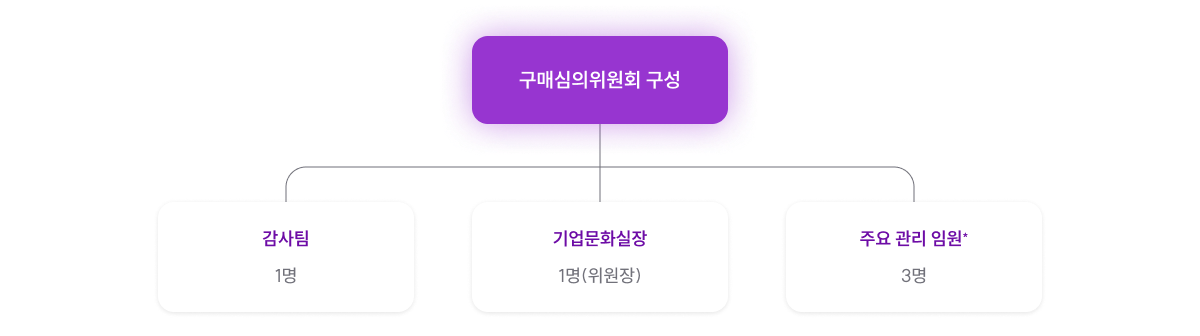 구매심의위원회 구성
감사팀
1명
기업문화실장
1명(위원장)
주요 관리 임원*
3명